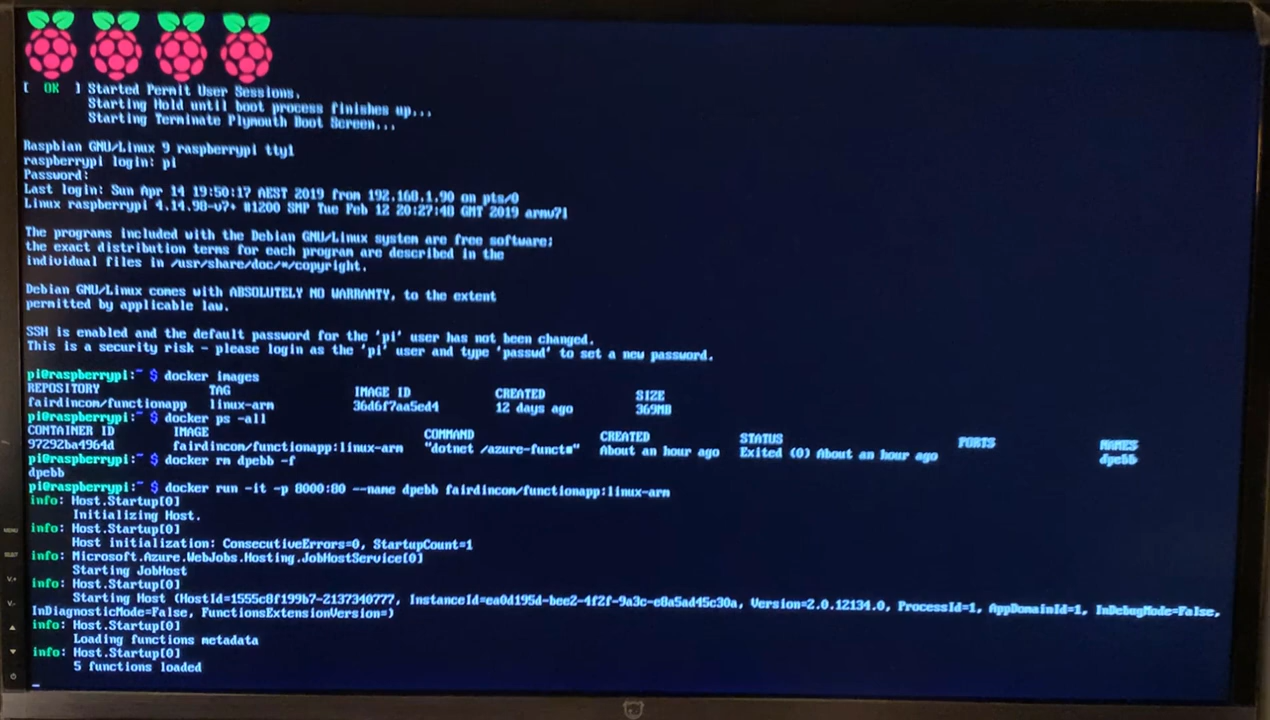 [ OK ] Started Permit User Sessions.
Starting Hold until boot process finishes up...
Starting Terminate Plymouth Boot Screen...
Raspbian GNU/Linux 9 raspberrypi tty1
raspberrypi login: pi
Password:
Last login: Sun Apr 14 19:50:17 AEST 2019 from 192.168.1.90 on pts/0
Linux raspberrypi 4.14.98-v7+ #1200 SMP Tue Feb 12 20:27:48 GMT 2019 armv7l
The programs included with the Debian GNU/Linux system are free software;
the exact distribution terms for each program are described in the
individual files in /usr/share/doc/*/copyright.
Debian GNU/Linux comes with ABSOLUTELY NO WARRANTY, to the extent
permitted by applicable law.
SSH is enabled and the default password for the 'pi' user has not been changed.
This is a security risk - please login as the 'pi' user and type 'passwd' to set a new password.
pi@raspberrypi:~ $ docker images
REPOSITORY TAG IMAGE ID CREATED SIZE
fairdincom/functionapp linux-arm 36d6f7aa5ed4 12 days ago 369MB
pi@raspberrypi:~ $ docker ps -all
CONTAINER ID IMAGE COMMAND CREATED STATUS PORTS NAMES
97292ba4964d fairdincom/functionapp:linux-arm "dotnet /azure-funct…" About an hour ago Exited (0) About an hour ago dpebb
pi@raspberrypi:~ $ docker rm dpebb -f
dpebb
pi@raspberrypi:~ $ docker run -it -p 8000:80 --name dpebb fairdincom/functionapp:linux-arm
info: Host.Startup[0]
Initializing Host.
info: Host.Startup[0]
Host initialization: ConsecutiveErrors=0, StartupCount=1
info: Microsoft.Azure.WebJobs.Hosting.JobHostService[0]
Starting JobHost
info: Host.Startup[0]
Starting Host (HostId=1555c8f199b7-2137340777, InstanceId=ea0d195d-bee2-4f2f-9a3c-e8a5ad45c30a, Version=2.0.12134.0, ProcessId=1, AppDomainId=1, InDebugMode=False,
InDiagnosticMode=False, FunctionsExtensionVersion=)
info: Host.Startup[0]
Loading functions metadata
info: Host.Startup[0]
5 functions loaded
MENU
SELECT
V+
V-